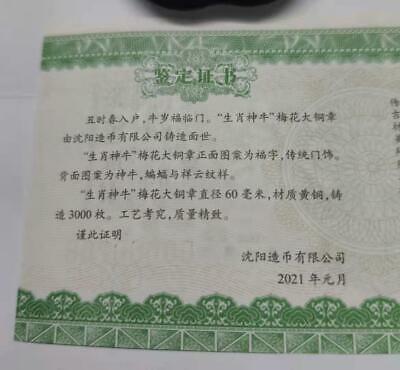 鉴定证书
丑时春入户，牛岁福临门。“生肖神牛”梅花大铜章
由沈阳造币有限公司铸造面世。
“生肖神牛”梅花大铜章正面图案为福字，传统门饰。
背面图案为神牛，蝙蝠与祥云纹样。
“生肖神牛”梅花大铜章直径60毫米，材质黄铜，铸
造3000枚。工艺考究，质量精致。
谨此证明
沈阳造币有限公司
2021年元月